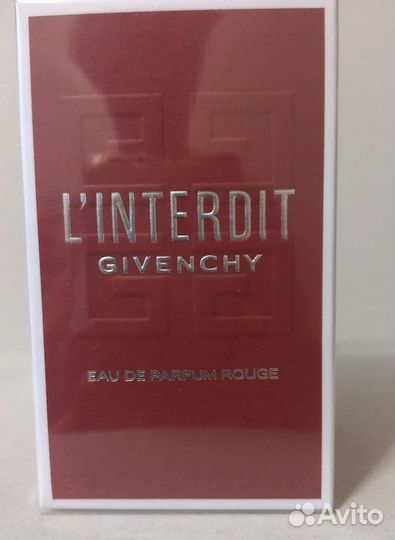 L'INTERDIT
GIVENCHY
EAU DE PARFUM ROUGE
Avito